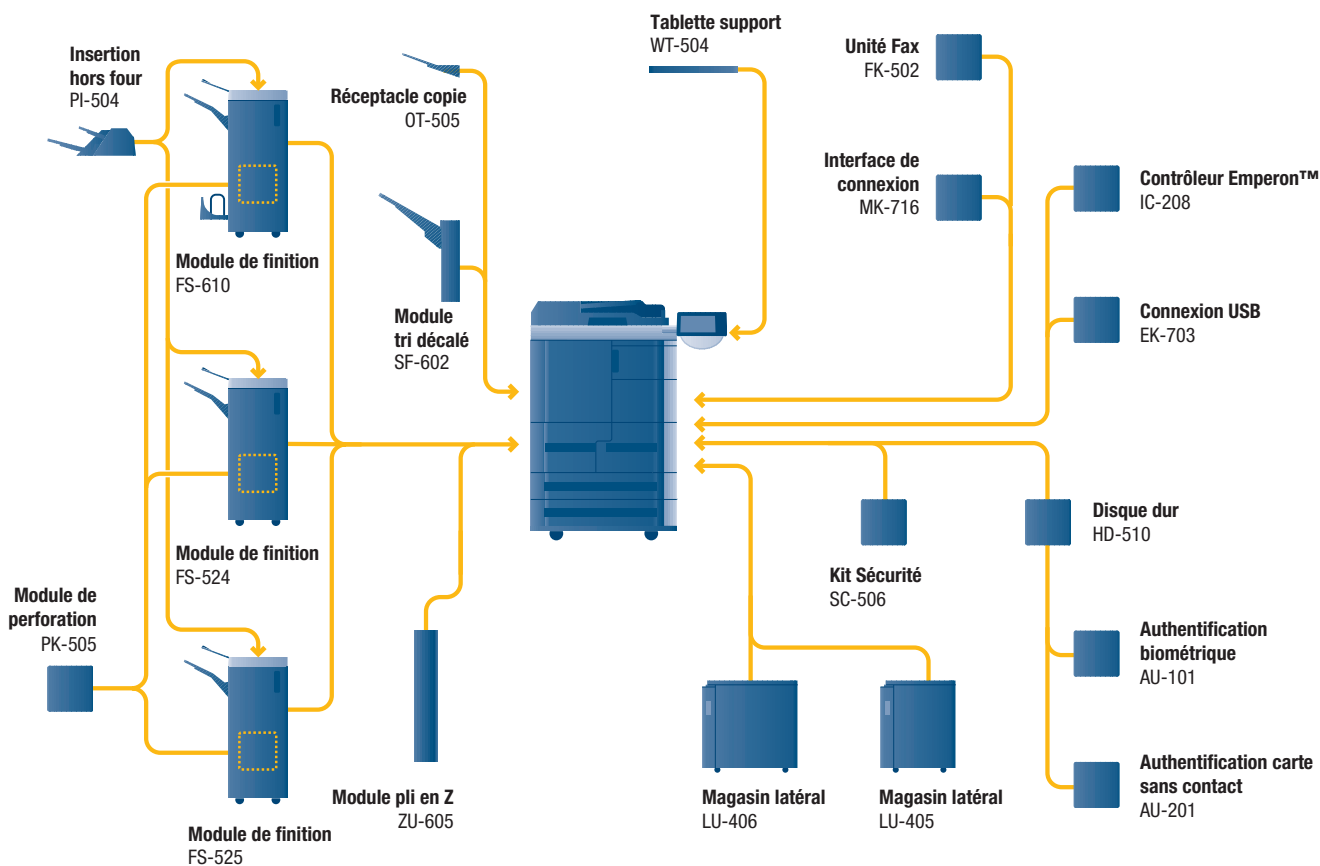 Insertion
hors four
PI-504
Réceptacle copie
OT-505
Tablette support
WT-504
Unité Fax
FK-502
Interface de
connexion
MK-716
Contrôleur Emperon™
IC-208
Module de finition
FS-610
Module
tri décalé
SF-602
Connexion USB
EK-703
Module de finition
FS-524
Disque dur
HD-510
Kit Sécurité
SC-506
Module de
perforation
PK-505
Authentification
biométrique
AU-101
Module de finition
FS-525
Module pli en Z
ZU-605
Magasin latéral
LU-406
Magasin latéral
LU-405
Authentification carte
sans contact
AU-201